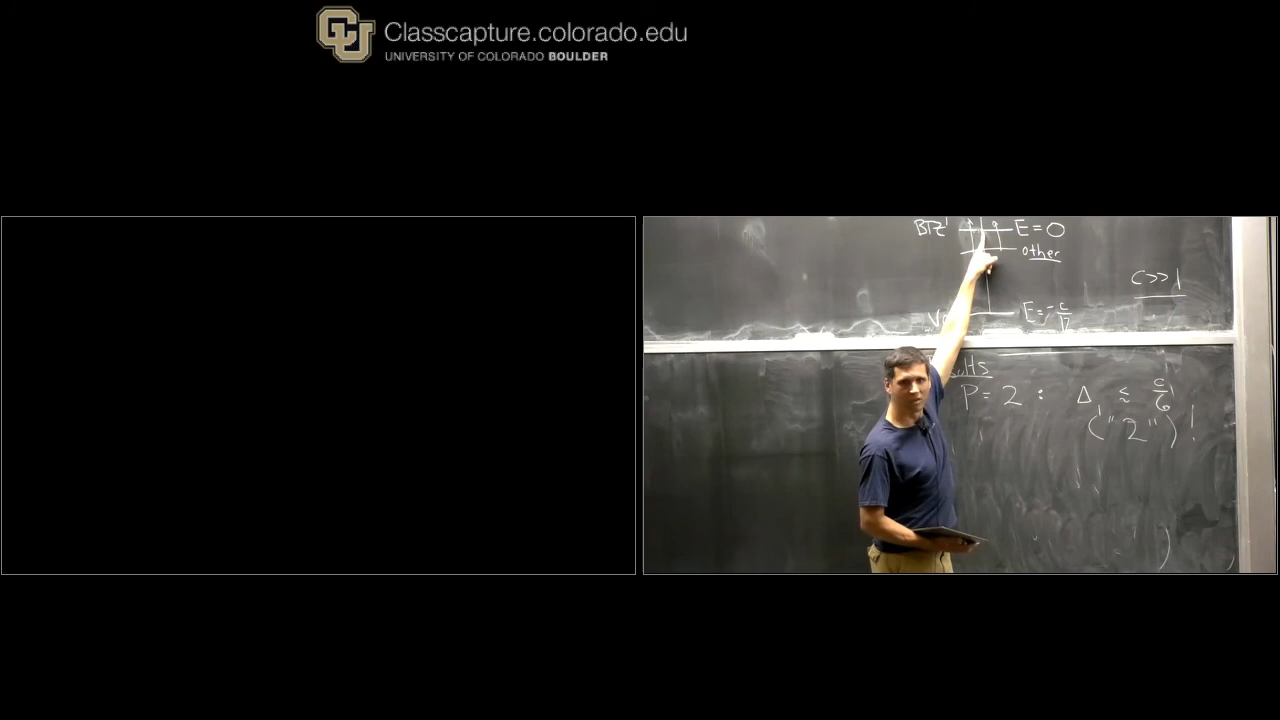 Classcapture.colorado.edu
UNIVERSITY OF COLORADO BOULDER
BTZ E = 0
other
C >> 1
E = -c/12
P = 2 : Δ ≲ c/6
("2")!